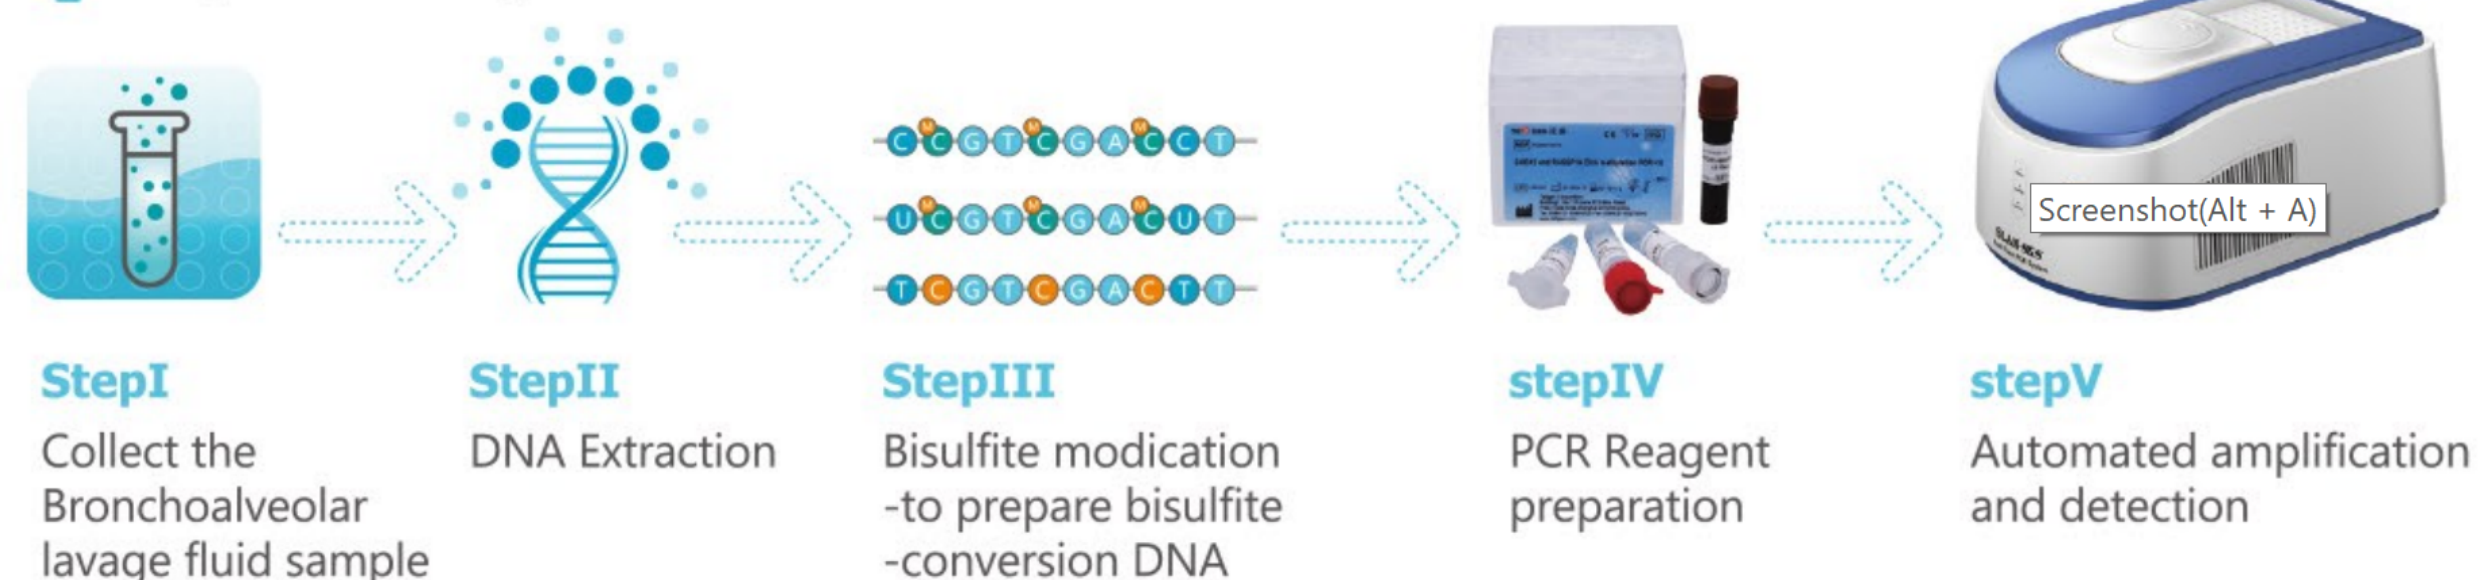 C C G T C G A C C T
M M M
U C G T C G A C U T
M M M
T C G T C G A C T T
Screenshot(Alt + A)
StepI
Collect the
Bronchoalveolar
lavage fluid sample
StepII
DNA Extraction
StepIII
Bisulfite modication
-to prepare bisulfite
-conversion DNA
stepIV
PCR Reagent
preparation
stepV
Automated amplification
and detection